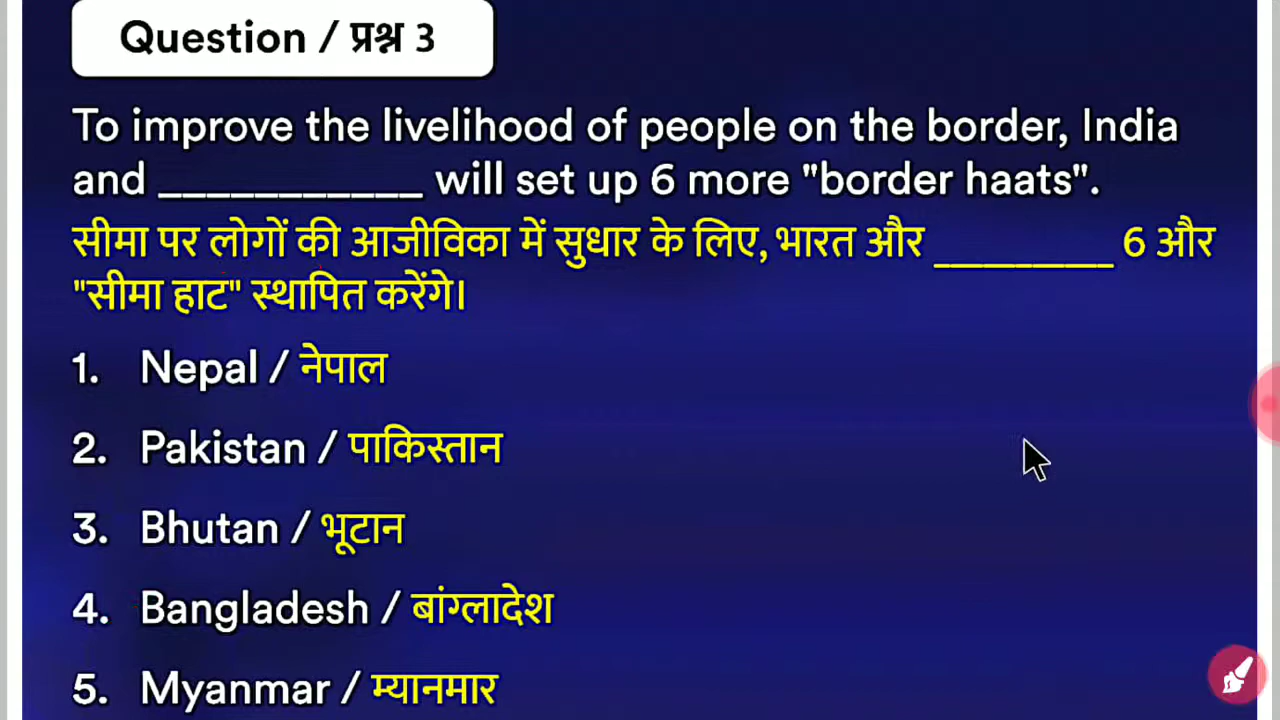 Question / प्रश्न 3
To improve the livelihood of people on the border, India
and ____________ will set up 6 more "border haats".
सीमा पर लोगों की आजीविका में सुधार के लिए, भारत और ________ 6 और
"सीमा हाट" स्थापित करेंगे।
1. Nepal / नेपाल
2. Pakistan / पाकिस्तान
3. Bhutan / भूटान
4. Bangladesh / बांग्लादेश
5. Myanmar / म्यानमार